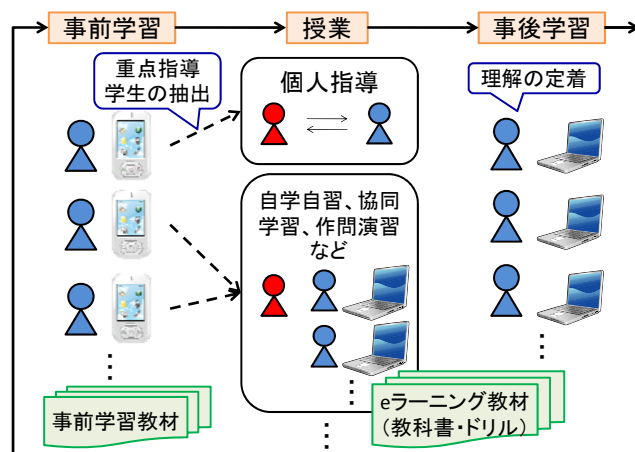 事前学習
授業
事後学習
重点指導
学生の抽出
個人指導
理解の定着
自学自習、協同
学習、作問演習
など
事前学習教材
eラーニング教材
(教科書・ドリル)